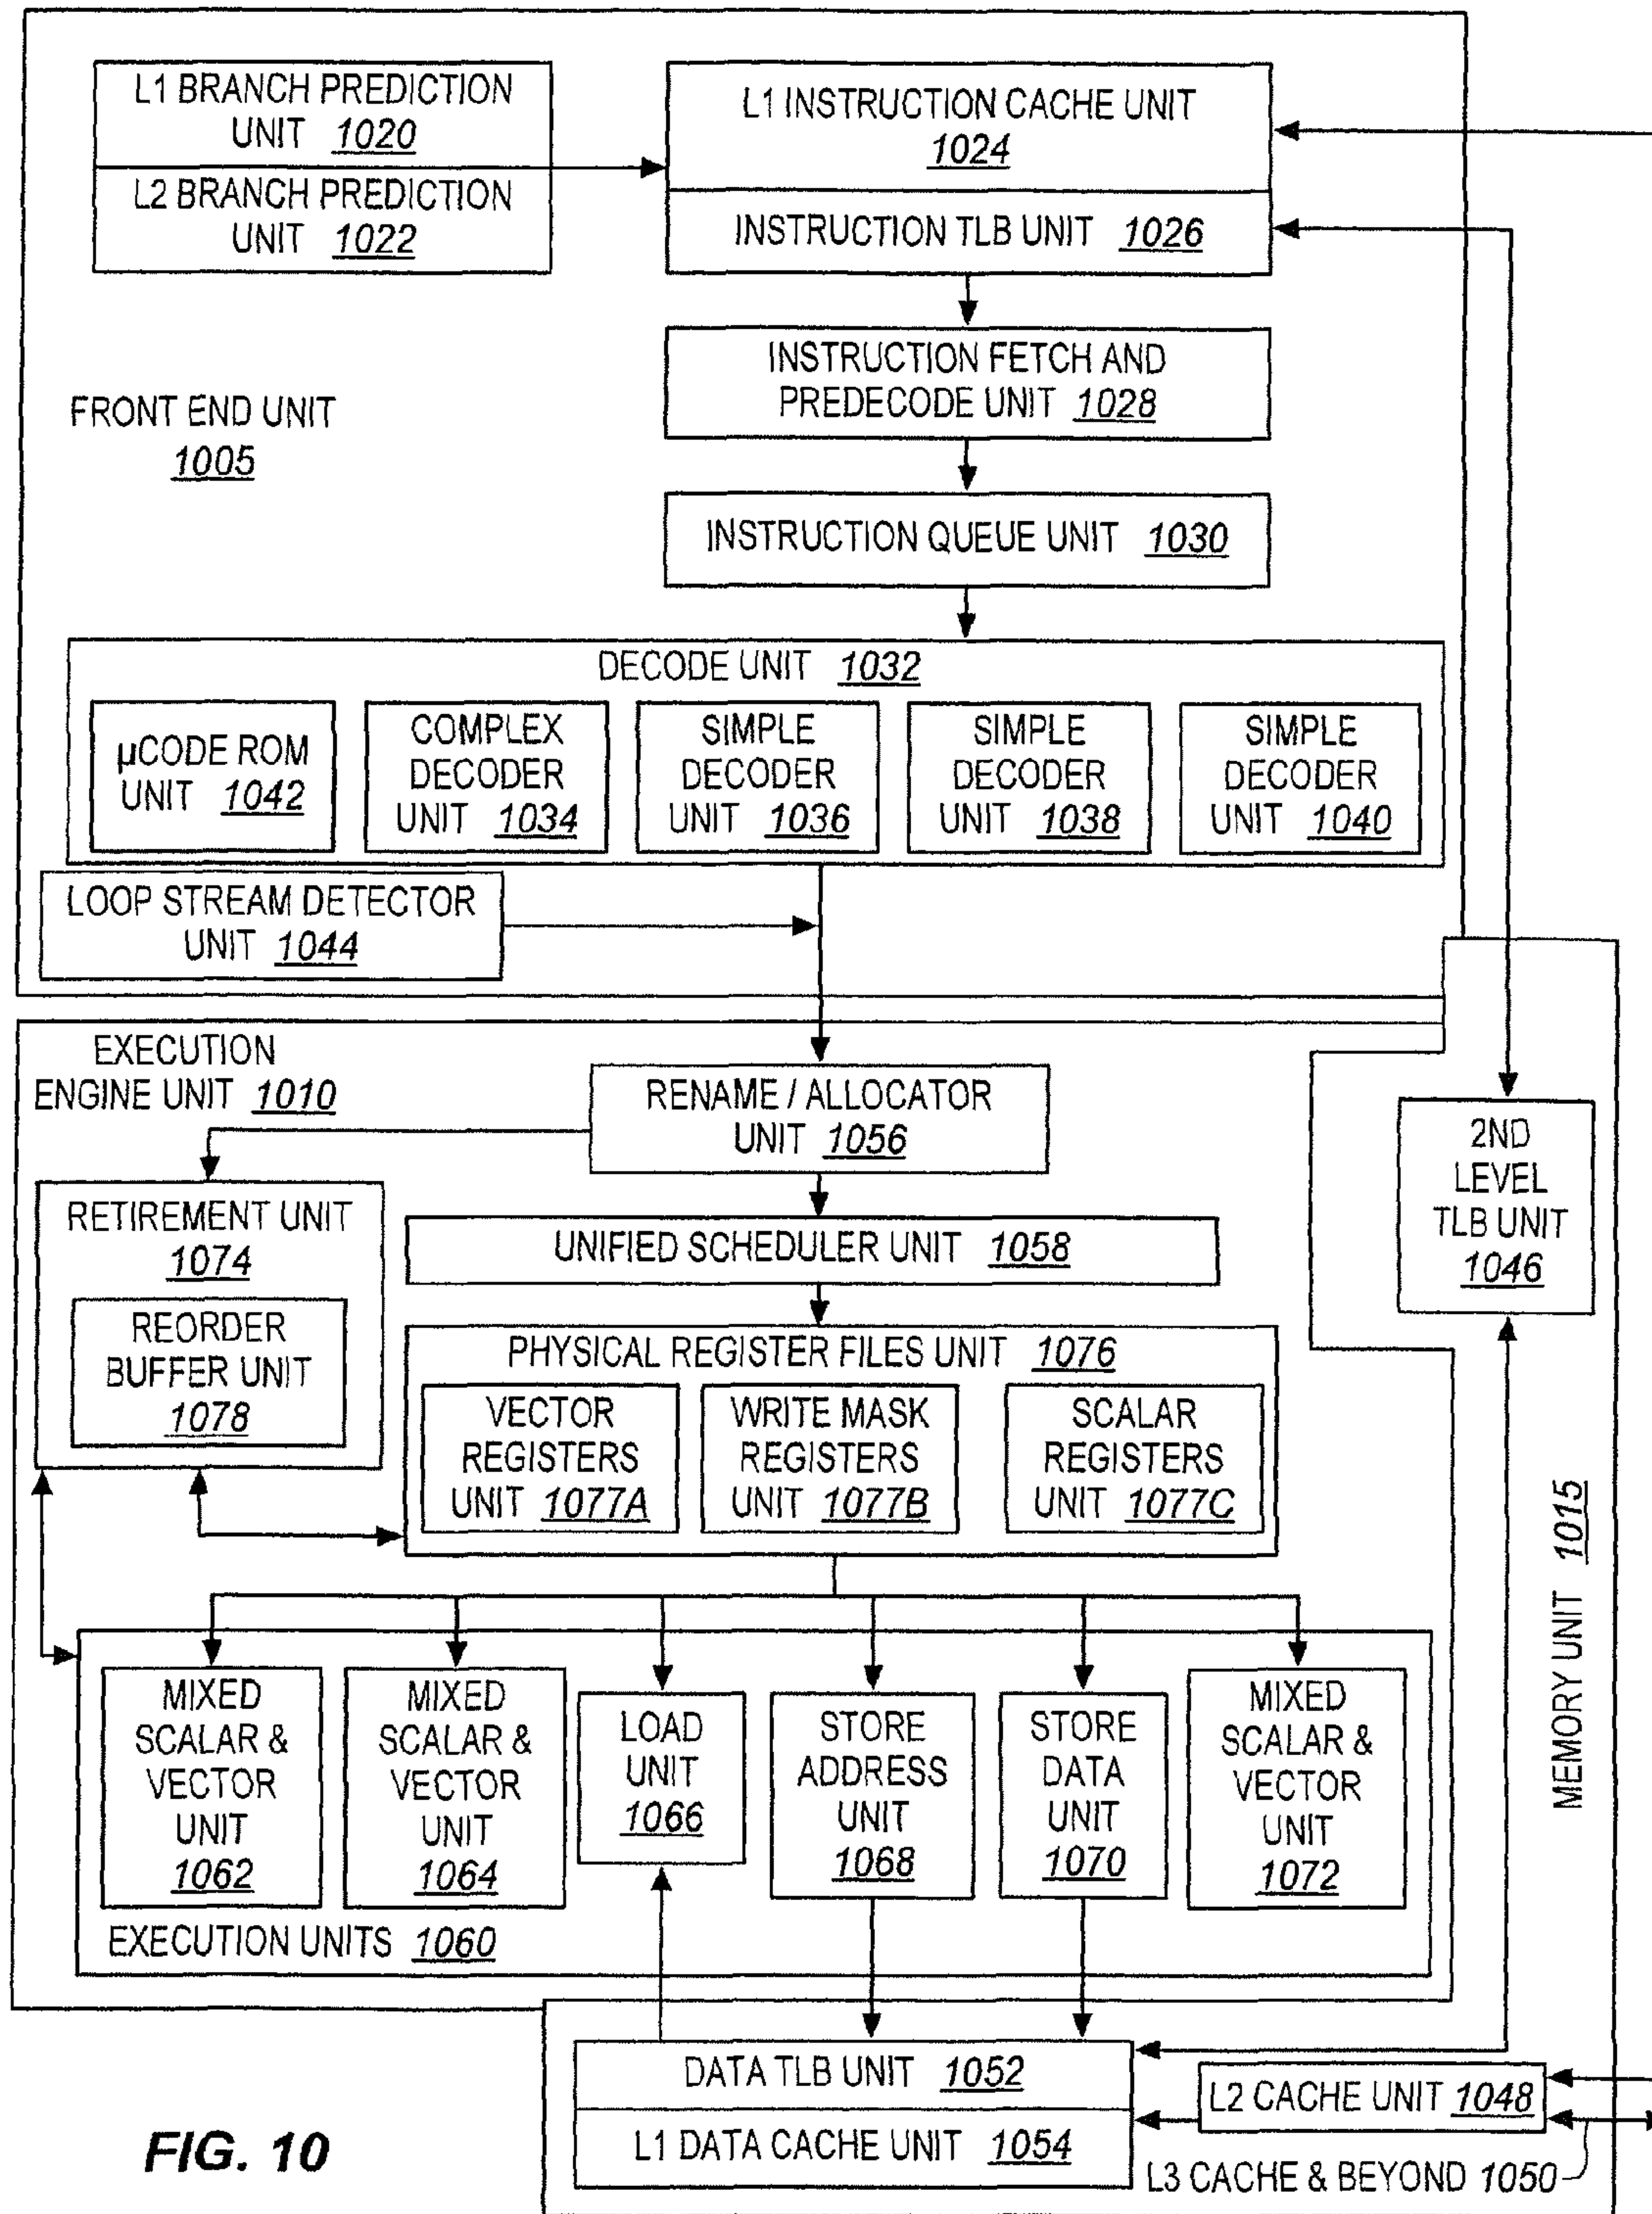 L1 BRANCH PREDICTION
UNIT 1020
L2 BRANCH PREDICTION
UNIT 1022
L1 INSTRUCTION CACHE UNIT
1024
INSTRUCTION TLB UNIT 1026
INSTRUCTION FETCH AND
PREDECODE UNIT 1028
FRONT END UNIT
1005
INSTRUCTION QUEUE UNIT 1030
DECODE UNIT 1032
µCODE ROM
UNIT 1042
COMPLEX
DECODER
UNIT 1034
SIMPLE
DECODER
UNIT 1036
SIMPLE
DECODER
UNIT 1038
SIMPLE
DECODER
UNIT 1040
LOOP STREAM DETECTOR
UNIT 1044
EXECUTION
ENGINE UNIT 1010
RENAME / ALLOCATOR
UNIT 1056
2ND
LEVEL
TLB UNIT
1046
RETIREMENT UNIT
1074
REORDER
BUFFER UNIT
1078
UNIFIED SCHEDULER UNIT 1058
PHYSICAL REGISTER FILES UNIT 1076
VECTOR
REGISTERS
UNIT 1077A
WRITE MASK
REGISTERS
UNIT 1077B
SCALAR
REGISTERS
UNIT 1077C
MEMORY UNIT 1015
MIXED
SCALAR &
VECTOR
UNIT
1062
MIXED
SCALAR &
VECTOR
UNIT
1064
LOAD
UNIT
1066
STORE
ADDRESS
UNIT
1068
STORE
DATA
UNIT
1070
MIXED
SCALAR &
VECTOR
UNIT
1072
EXECUTION UNITS 1060
DATA TLB UNIT 1052
L1 DATA CACHE UNIT 1054
L2 CACHE UNIT 1048
L3 CACHE & BEYOND 1050
FIG. 10